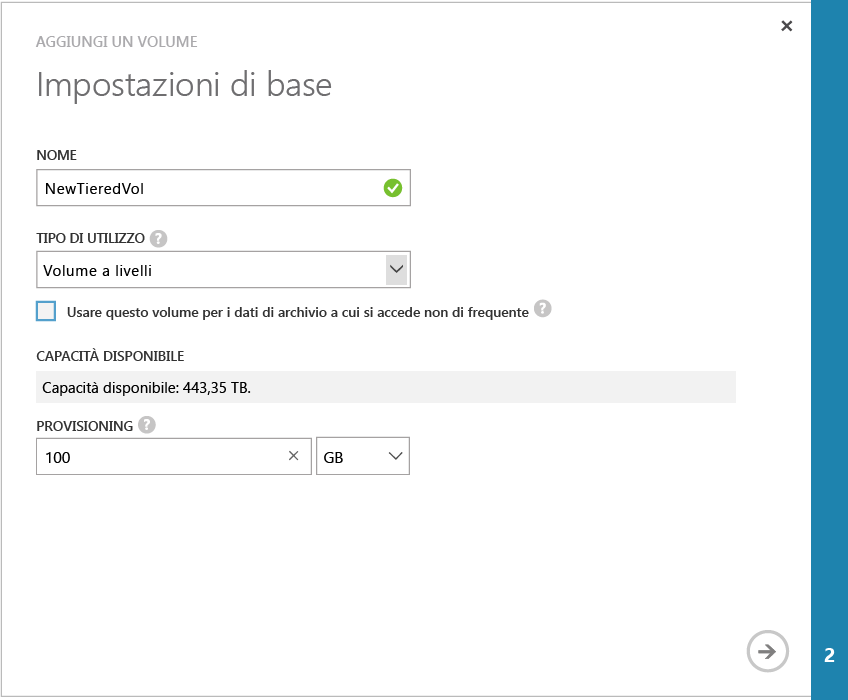 AGGIUNGI UN VOLUME
Impostazioni di base
NOME
NewTieredVol
TIPO DI UTILIZZO ?
Volume a livelli
Usare questo volume per i dati di archivio a cui si accede non di frequente ?
CAPACITÀ DISPONIBILE
Capacità disponibile: 443,35 TB.
PROVISIONING ?
100 GB
2